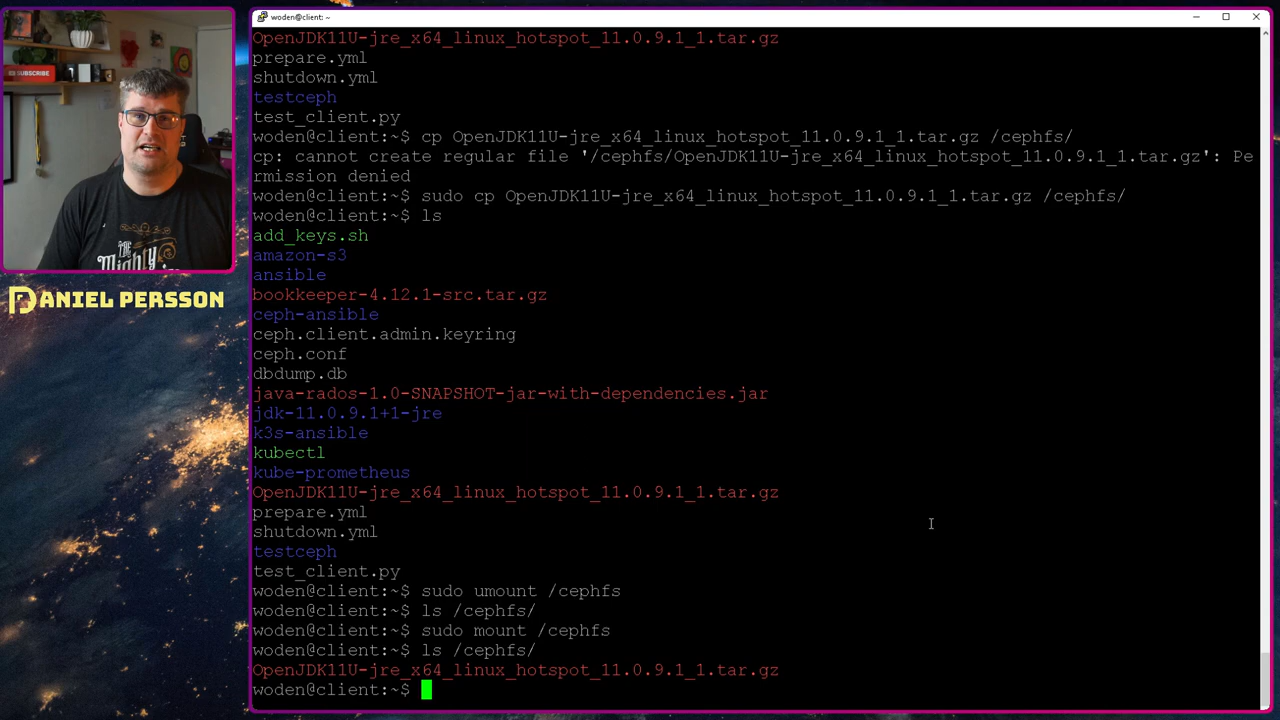 woden@client: ~
OpenJDK11U-jre_x64_linux_hotspot_11.0.9.1_1.tar.gz
prepare.yml
shutdown.yml
testceph
test_client.py
woden@client:~$ cp OpenJDK11U-jre_x64_linux_hotspot_11.0.9.1_1.tar.gz /cephfs/
cp: cannot create regular file '/cephfs/OpenJDK11U-jre_x64_linux_hotspot_11.0.9.1_1.tar.gz': Pe
rmission denied
woden@client:~$ sudo cp OpenJDK11U-jre_x64_linux_hotspot_11.0.9.1_1.tar.gz /cephfs/
woden@client:~$ ls
add_keys.sh
amazon-s3
ansible
bookkeeper-4.12.1-src.tar.gz
ceph-ansible
ceph.client.admin.keyring
ceph.conf
dbdump.db
java-rados-1.0-SNAPSHOT-jar-with-dependencies.jar
jdk-11.0.9.1+1-jre
k3s-ansible
kubectl
kube-prometheus
OpenJDK11U-jre_x64_linux_hotspot_11.0.9.1_1.tar.gz
prepare.yml
shutdown.yml
testceph
test_client.py
woden@client:~$ sudo umount /cephfs
woden@client:~$ ls /cephfs/
woden@client:~$ sudo mount /cephfs
woden@client:~$ ls /cephfs/
OpenJDK11U-jre_x64_linux_hotspot_11.0.9.1_1.tar.gz
woden@client:~$
SUBSCRIBE
THE
Mighty
DANIEL PERSSON